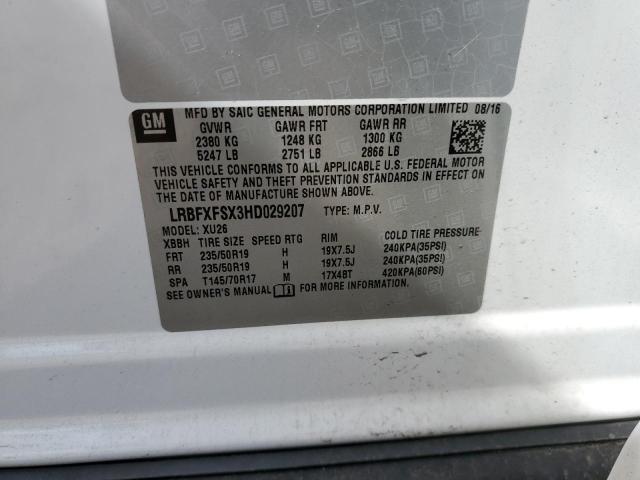 GM
MFD BY SAIC GENERAL MOTORS CORPORATION LIMITED 08/16
GVWR GAWR FRT GAWR RR
2380 KG 1248 KG 1300 KG
5247 LB 2751 LB 2866 LB
THIS VEHICLE CONFORMS TO ALL APPLICABLE U.S. FEDERAL MOTOR
VEHICLE SAFETY AND THEFT PREVENTION STANDARDS IN EFFECT ON
THE DATE OF MANUFACTURE SHOWN ABOVE.
LRBFXFSX3HD029207 TYPE: M.P.V.
MODEL: XU26
XBBH TIRE SIZE SPEED RTG RIM COLD TIRE PRESSURE
FRT 235/50R19 H 19X7.5J 240KPA(35PSI)
RR 235/50R19 H 19X7.5J 240KPA(35PSI)
SPA T145/70R17 M 17X4BT 420KPA(60PSI)
SEE OWNER'S MANUAL FOR MORE INFORMATION.